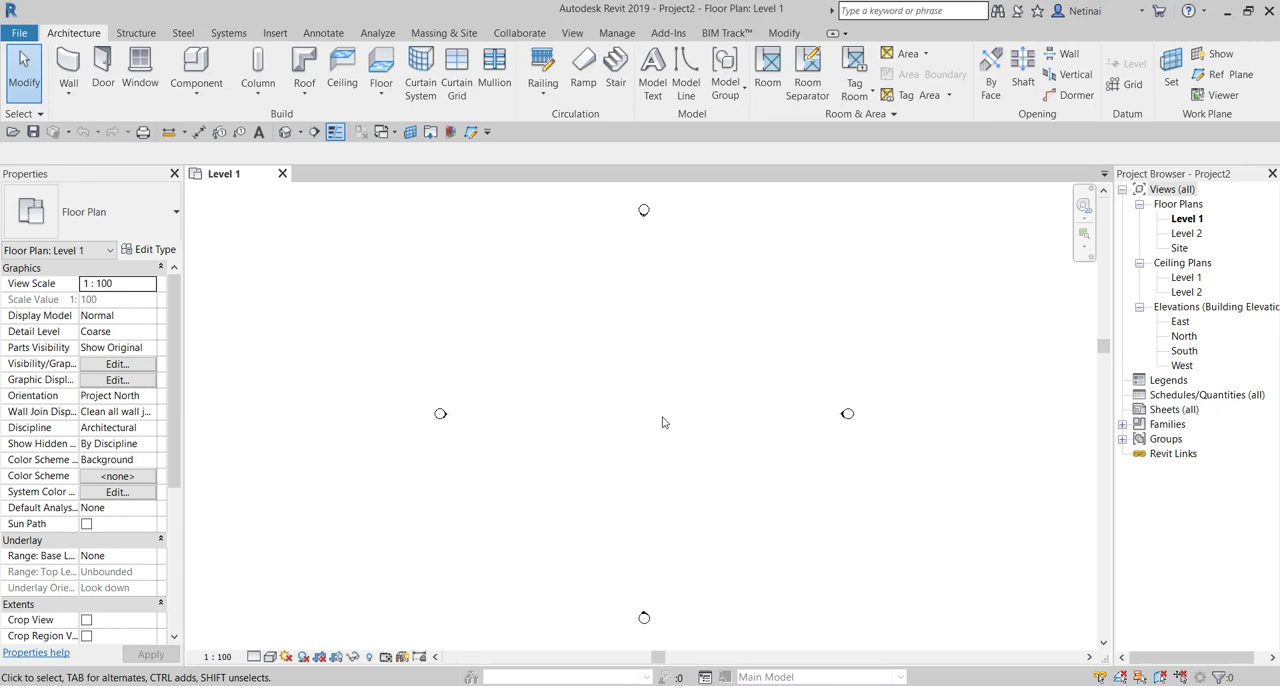 Autodesk Revit 2019 - Project2 - Floor Plan: Level 1
Type a keyword or phrase
Netinai
File Architecture Structure Steel Systems Insert Annotate Analyze Massing & Site Collaborate View Manage Add-Ins BIM Track™ Modify
Modify
Wall
Door
Window
Component
Column
Roof
Ceiling
Floor
Curtain System
Curtain Grid
Mullion
Railing
Ramp
Stair
Model Text
Model Line
Model Group
Room
Room Separator
Tag Room
Area
Area Boundary
Tag Area
By Face
Shaft
Wall
Vertical
Dormer
Level
Grid
Set
Show
Ref Plane
Viewer
Select
Build
Circulation
Model
Room & Area
Opening
Datum
Work Plane
Properties
Floor Plan
Floor Plan: Level 1
Edit Type
Graphics
View Scale 1 : 100
Scale Value 1: 100
Display Model Normal
Detail Level Coarse
Parts Visibility Show Original
Visibility/Grap... Edit...
Graphic Displ... Edit...
Orientation Project North
Wall Join Disp... Clean all wall j...
Discipline Architectural
Show Hidden ... By Discipline
Color Scheme ... Background
Color Scheme <none>
System Color ... Edit...
Default Analys... None
Sun Path
Underlay
Range: Base L... None
Range: Top Le... Unbounded
Underlay Orie... Look down
Extents
Crop View
Crop Region V...
Properties help
Apply
Level 1
1 : 100
Project Browser - Project2
Views (all)
Floor Plans
Level 1
Level 2
Site
Ceiling Plans
Level 1
Level 2
Elevations (Building Elevatio
East
North
South
West
Legends
Schedules/Quantities (all)
Sheets (all)
Families
Groups
Revit Links
Click to select, TAB for alternates, CTRL adds, SHIFT unselects.
:0
Main Model
:0